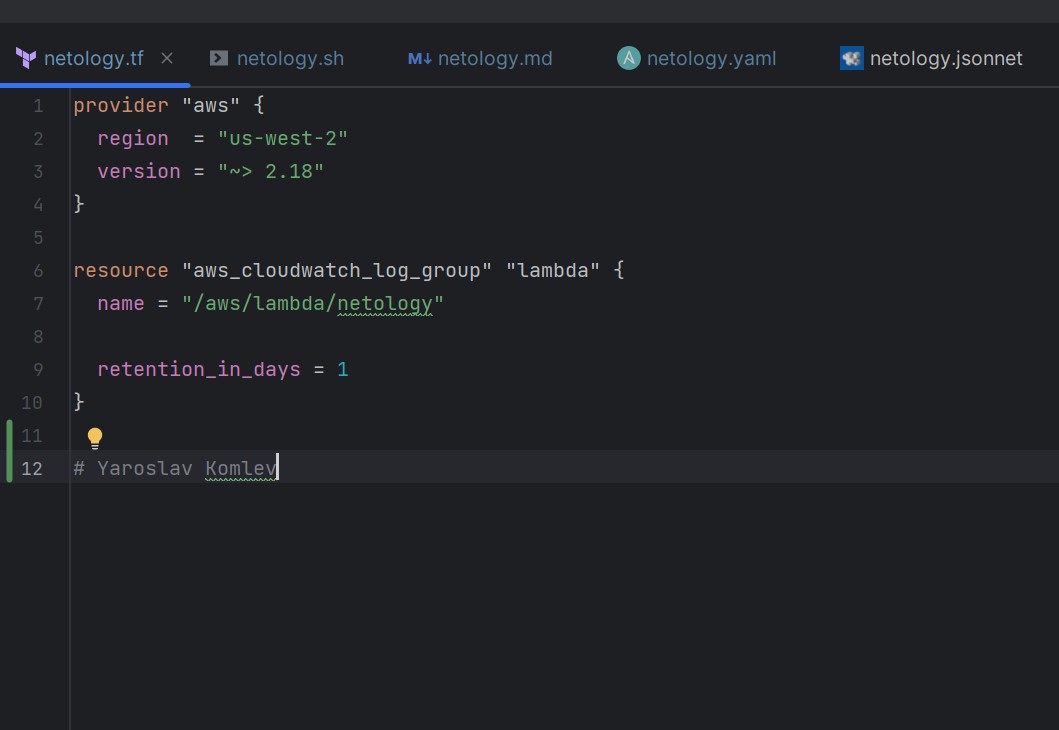 netology.tf netology.sh M↓ netology.md A netology.yaml netology.jsonnet
1 provider "aws" {
2   region  = "us-west-2"
3   version = "~> 2.18"
4 }
5
6 resource "aws_cloudwatch_log_group" "lambda" {
7   name = "/aws/lambda/netology"
8
9   retention_in_days = 1
10 }
11
12 # Yaroslav Komlev